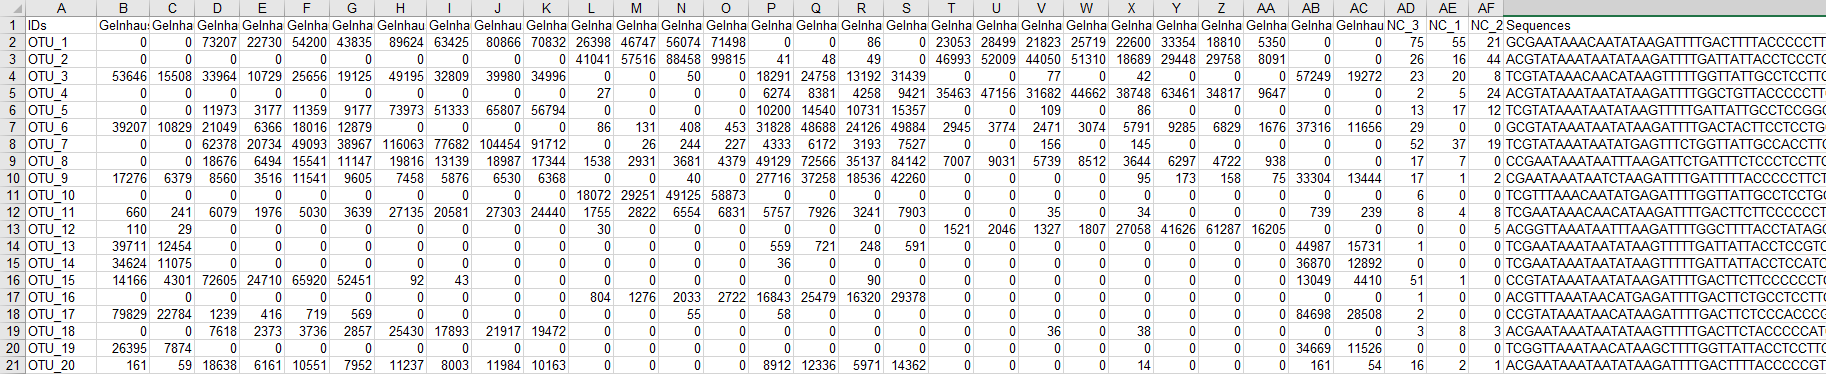 A B C D E F G H I J K L M N O P Q R S T U V W X Y Z AA AB AC AD AE AF
1 IDs Gelnhau Gelnha Gelnha Gelnha Gelnha Gelnha Gelnhau Gelnha Gelnhau Gelnha Gelnha Gelnha Gelnha Gelnha Gelnha Gelnha Gelnha Gelnha Gelnha Gelnha Gelnha Gelnha Gelnha Gelnha Gelnha Gelnha Gelnha Gelnhau NC_3 NC_1 NC_2 Sequences
2 OTU_1 0 0 73207 22730 54200 43835 89624 63425 80866 70832 26398 46747 56074 71498 0 0 86 0 23053 28499 21823 25719 22600 33354 18810 5350 0 0 75 55 21 GCGAATAAACAATATAAGATTTTGACTTTTACCCCCTT
3 OTU_2 0 0 0 0 0 0 0 0 0 0 41041 57516 88458 99815 41 48 49 0 46993 52009 44050 51310 18689 29448 29758 8091 0 0 26 16 44 ACGTATAAATAATATAAGATTTTGATTATTACCTCCCT
4 OTU_3 53646 15508 33964 10729 25656 19125 49195 32809 39980 34996 0 0 50 0 18291 24758 13192 31439 0 0 77 0 42 0 0 0 57249 19272 23 20 8 TCGTATAAACAACATAAGATTTTGGTTATTGCCTCCTT
5 OTU_4 0 0 0 0 0 0 0 0 0 0 27 0 0 0 6274 8381 4258 9421 35463 47156 31682 44662 38748 63461 34817 9647 0 0 2 5 24 ACGTATAAATAATATAAGATTTTGGCTGTTACCCCCTT
6 OTU_5 0 0 11973 3177 11359 9177 73973 51333 65807 56794 0 0 0 0 10200 14540 10731 15357 0 0 109 0 86 0 0 0 0 0 13 17 12 TCGTATAAATAATATAAGTTTTTGATTATTGCCTCCGG
7 OTU_6 39207 10829 21049 6366 18016 12879 0 0 0 0 86 131 408 453 31828 48688 24126 49884 2945 3774 2471 3074 5791 9285 6829 1676 37316 11656 29 0 0 GCGTATAAATAATATAAGATTTTGACTACTTCCTCCTG
8 OTU_7 0 0 62378 20734 49093 38967 116063 77682 104454 91712 0 26 244 227 4333 6172 3193 7527 0 0 156 0 145 0 0 0 0 0 52 37 19 TCGTATAAATAATATGAGTTTCTGGTTATTGCCACCTT
9 OTU_8 0 0 18676 6494 15541 11147 19816 13139 18987 17344 1538 2931 3681 4379 49129 72566 35137 84142 7007 9031 5739 8512 3644 6297 4722 938 0 0 17 7 0 CCGAATAAATAATTTAAGATTCTGATTTCTCCCTCCTT
10 OTU_9 17276 6379 8560 3516 11541 9605 7458 5876 6530 6368 0 0 40 0 27716 37258 18536 42260 0 0 0 0 95 173 158 75 33304 13444 17 1 2 CGAATAAATAATCTAAGATTTTGATTTTTACCCCCTTCT
11 OTU_10 0 0 0 0 0 0 0 0 0 0 18072 29251 49125 58873 0 0 0 0 0 0 0 0 0 0 0 0 0 0 6 0 0 TCGTTTAAACAATATGAGATTTTGGTTATTGCCTCCTG
12 OTU_11 660 241 6079 1976 5030 3639 27135 20581 27303 24440 1755 2822 6554 6831 5757 7926 3241 7903 0 0 35 0 34 0 0 0 739 239 8 4 8 TCGAATAAACAACATAAGATTTTGACTTCTTCCCCCCT
13 OTU_12 110 29 0 0 0 0 0 0 0 0 30 0 0 0 0 0 0 0 1521 2046 1327 1807 27058 41626 61287 16205 0 0 0 0 5 ACGGTTAAATAATTTAAGATTTTGGCTTTTACCTATAG
14 OTU_13 39711 12454 0 0 0 0 0 0 0 0 0 0 0 0 559 721 248 591 0 0 0 0 0 0 0 0 44987 15731 1 0 0 TCGAATAAATAATATAAGTTTTTGATTATTACCTCCGTC
15 OTU_14 34624 11075 0 0 0 0 0 0 0 0 0 0 0 0 36 0 0 0 0 0 0 0 0 0 0 0 36870 12892 0 0 0 TCGAATAAATAATATAAGTTTTTGATTATTACCTCCATC
16 OTU_15 14166 4301 72605 24710 65920 52451 92 43 0 0 0 0 0 0 0 0 90 0 0 0 0 0 0 0 0 0 13049 4410 51 1 0 CCGTATAAATAATATAAGATTTTGACTTCTTCCCCCCT
17 OTU_16 0 0 0 0 0 0 0 0 0 0 804 1276 2033 2722 16843 25479 16320 29378 0 0 0 0 0 0 0 0 0 0 1 0 0 ACGTTTAAATAACATGAGATTTTGACTTCTGCCTCCTT
18 OTU_17 79829 22784 1239 416 719 569 0 0 0 0 0 0 55 0 58 0 0 0 0 0 0 0 0 0 0 0 84698 28508 2 0 0 CCGTATAAATAACATAAGATTTTGACTTCTCCCACCCG
19 OTU_18 0 0 7618 2373 3736 2857 25430 17893 21917 19472 0 0 0 0 0 0 0 0 0 0 36 0 38 0 0 0 0 0 3 8 3 ACGAATAAATAATATAAGTTTTTGACTTCTACCCCCAT
20 OTU_19 26395 7874 0 0 0 0 0 0 0 0 0 0 0 0 0 0 0 0 0 0 0 0 0 0 0 0 34669 11526 0 0 0 TCGGTTAAATAACATAAGCTTTTGGTTATTACCTCCTT
21 OTU_20 161 59 18638 6161 10551 7952 11237 8003 11984 10163 0 0 0 0 8912 12336 5971 14362 0 0 0 0 14 0 0 0 161 54 16 2 1 ACGAATAAATAATATAAGATTTTGACTTTTACCCCCGT